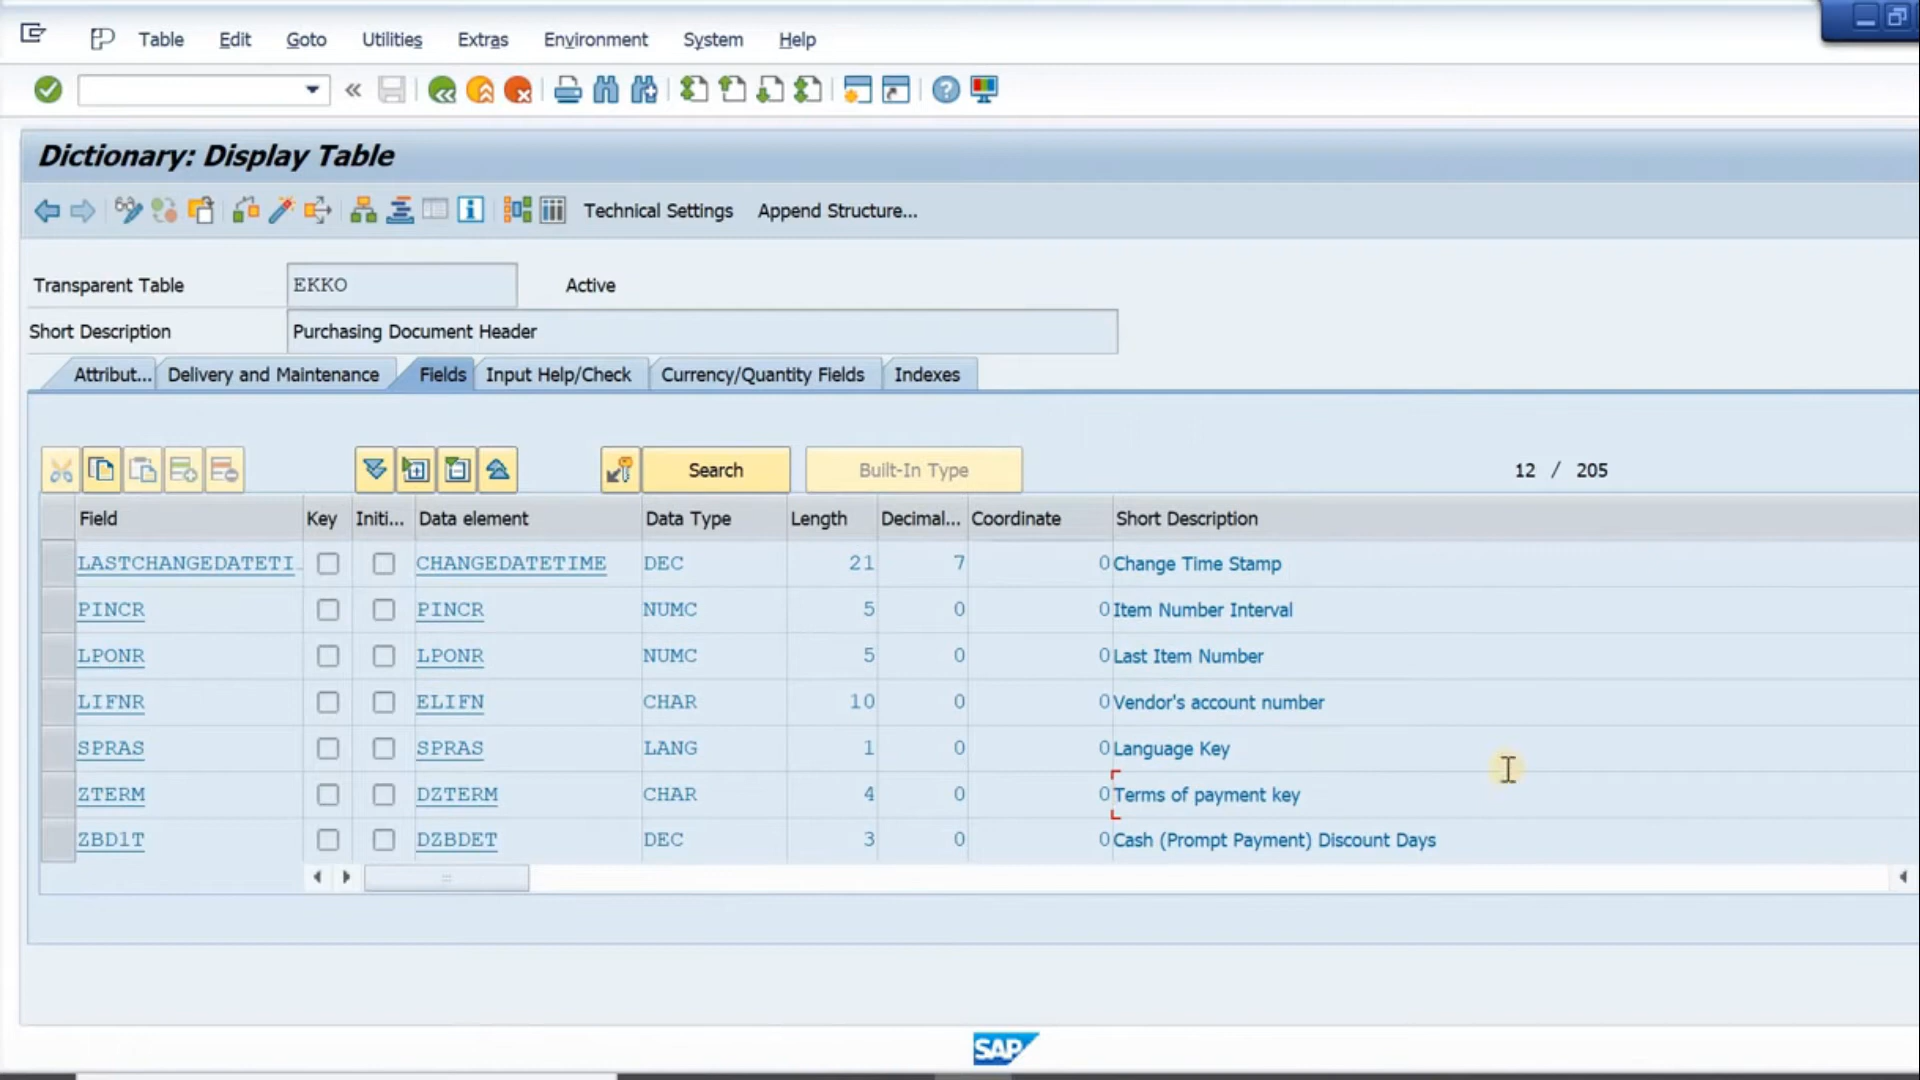 Table Edit Goto Utilities Extras Environment System Help
Dictionary: Display Table
Technical Settings Append Structure...
Transparent Table EKKO Active
Short Description Purchasing Document Header
Attribut... Delivery and Maintenance Fields Input Help/Check Currency/Quantity Fields Indexes
Search Built-In Type 12 / 205
Field Key Initi... Data element Data Type Length Decimal... Coordinate Short Description
LASTCHANGEDATETI CHANGEDATETIME DEC 21 7 0 Change Time Stamp
PINCR PINCR NUMC 5 0 0 Item Number Interval
LPONR LPONR NUMC 5 0 0 Last Item Number
LIFNR ELIFN CHAR 10 0 0 Vendor's account number
SPRAS SPRAS LANG 1 0 0 Language Key
ZTERM DZTERM CHAR 4 0 0 Terms of payment key
ZBD1T DZBDET DEC 3 0 0 Cash (Prompt Payment) Discount Days
SAP